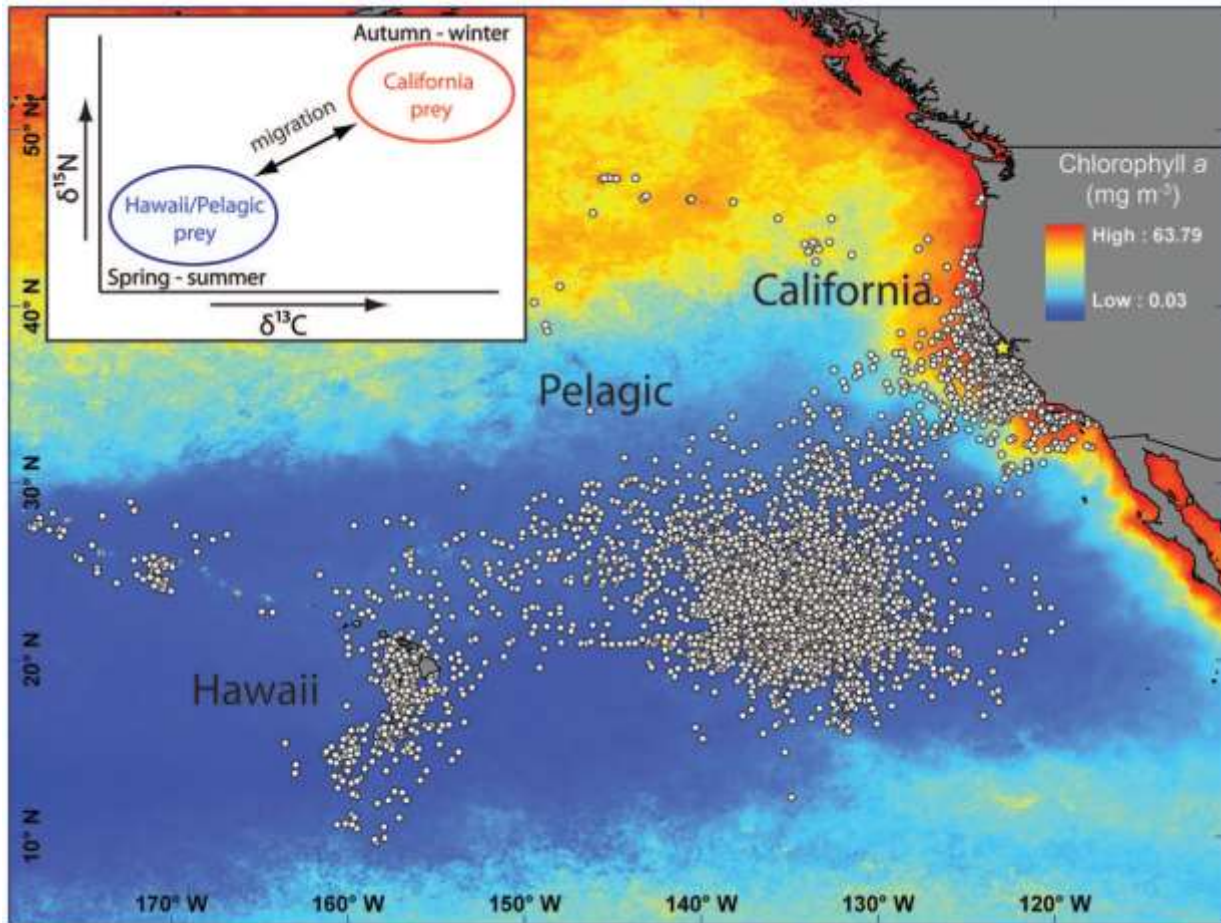 Autumn - winter
California
prey
migration
Hawaii/Pelagic
prey
Spring - summer
δ¹⁵N
δ¹³C
Chlorophyll a
(mg m⁻³)
High : 63.79
Low : 0.03
California
Pelagic
Hawaii
50° N
40° N
30° N
20° N
10° N
170° W
160° W
150° W
140° W
130° W
120° W